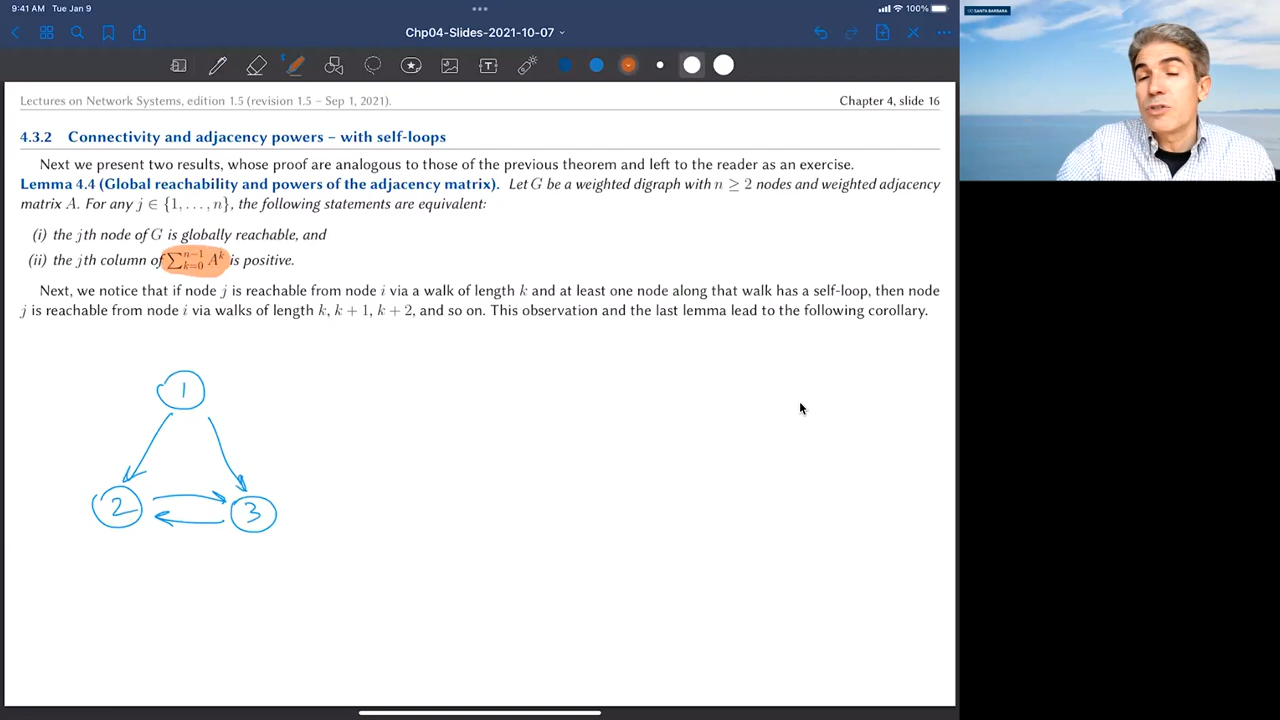 9:41 AM Tue Jan 9
100%
Chp04-Slides-2021-10-07
UC SANTA BARBARA
Lectures on Network Systems, edition 1.5 (revision 1.5 – Sep 1, 2021).
Chapter 4, slide 16
4.3.2 Connectivity and adjacency powers – with self-loops
Next we present two results, whose proof are analogous to those of the previous theorem and left to the reader as an exercise.
Lemma 4.4 (Global reachability and powers of the adjacency matrix). Let G be a weighted digraph with n ≥ 2 nodes and weighted adjacency
matrix A. For any j ∈ {1, . . . , n}, the following statements are equivalent:
(i) the jth node of G is globally reachable, and
(ii) the jth column of ∑_{k=0}^{n−1} A^k is positive.
Next, we notice that if node j is reachable from node i via a walk of length k and at least one node along that walk has a self-loop, then node
j is reachable from node i via walks of length k, k + 1, k + 2, and so on. This observation and the last lemma lead to the following corollary.
1
2 3